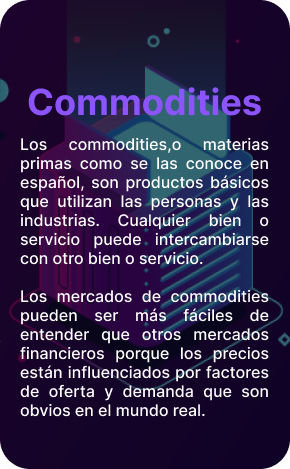 Commodities
Los commodities,o materias
primas como se las conoce en
español, son productos básicos
que utilizan las personas y las
industrias. Cualquier bien o
servicio puede intercambiarse
con otro bien o servicio.
Los mercados de commodities
pueden ser más fáciles de
entender que otros mercados
financieros porque los precios
están influenciados por factores
de oferta y demanda que son
obvios en el mundo real.